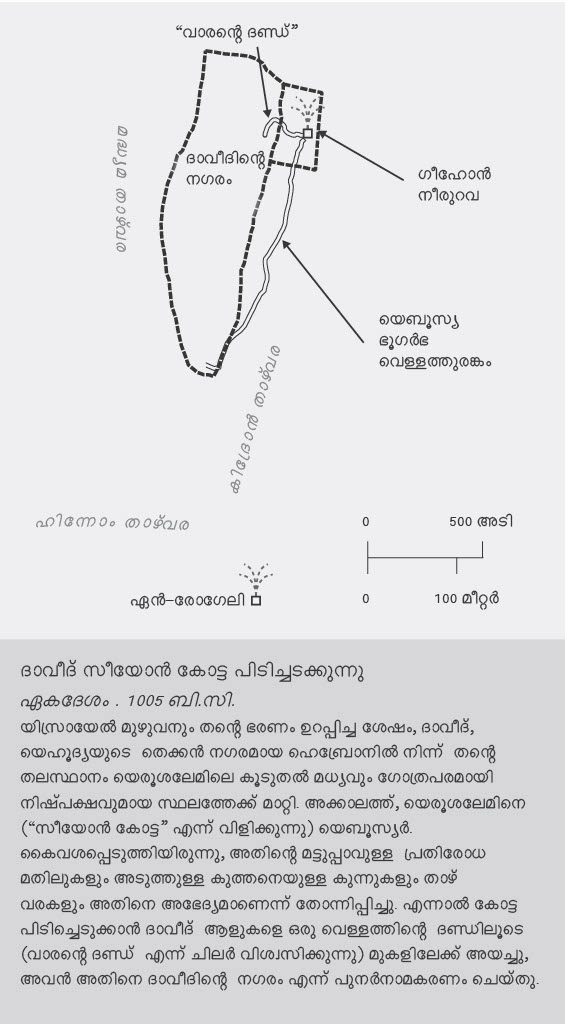 “വാരന്റെ ദണ്ഡ്”
ദാവീദിന്റെ
നഗരം
ഗീഹോൻ
നീരുറവ
യെബൂസ്യ
ഭൂഗർഭ
വെള്ളത്തുരങ്കം
കിദ്രോൻ താഴ്‌വര
ഹിന്നോം താഴ്‌വര
0 500 അടി
0 100 മീറ്റർ
ഏൻ–രോഗേലി
ദാവീദ് സീയോൻ കോട്ട പിടിച്ചടക്കുന്നു
ഏകദേശം . 1005 ബി.സി.
യിസ്രായേൽ മുഴുവനും തന്റെ ഭരണം ഉറപ്പിച്ച ശേഷം, ദാവീദ്,
യെഹൂദ്യയുടെ തെക്കൻ നഗരമായ ഹെബ്രോനിൽ നിന്ന് തന്റെ
തലസ്ഥാനം യെരൂശലേമിലെ കൂടുതൽ മധ്യവും ഗോത്രപരമായി
നിഷ്പക്ഷവുമായ സ്ഥലത്തേക്ക് മാറ്റി. അക്കാലത്ത്, യെരൂശലേമിനെ
(“സീയോൻ കോട്ട” എന്ന് വിളിക്കുന്നു) യെബൂസ്യർ.
കൈവശപ്പെടുത്തിയിരുന്നു, അതിന്റെ മട്ടുപ്പാവുള്ള പ്രതിരോധ
മതിലുകളും അടുത്തുള്ള കുത്തനെയുള്ള കുന്നുകളും താഴ്
വരകളും അതിനെ അഭേദ്യമാണെന്ന് തോന്നിപ്പിച്ചു. എന്നാൽ കോട്ട
പിടിച്ചെടുക്കാൻ ദാവീദ് ആളുകളെ ഒരു വെള്ളത്തിന്റെ ദണ്ഡിലൂടെ
(വാരന്റെ ദണ്ഡ് എന്ന് ചിലർ വിശ്വസിക്കുന്നു) മുകളിലേക്ക് അയച്ചു,
അവൻ അതിനെ ദാവീദിന്റെ നഗരം എന്ന് പുനർനാമകരണം ചെയ്തു.